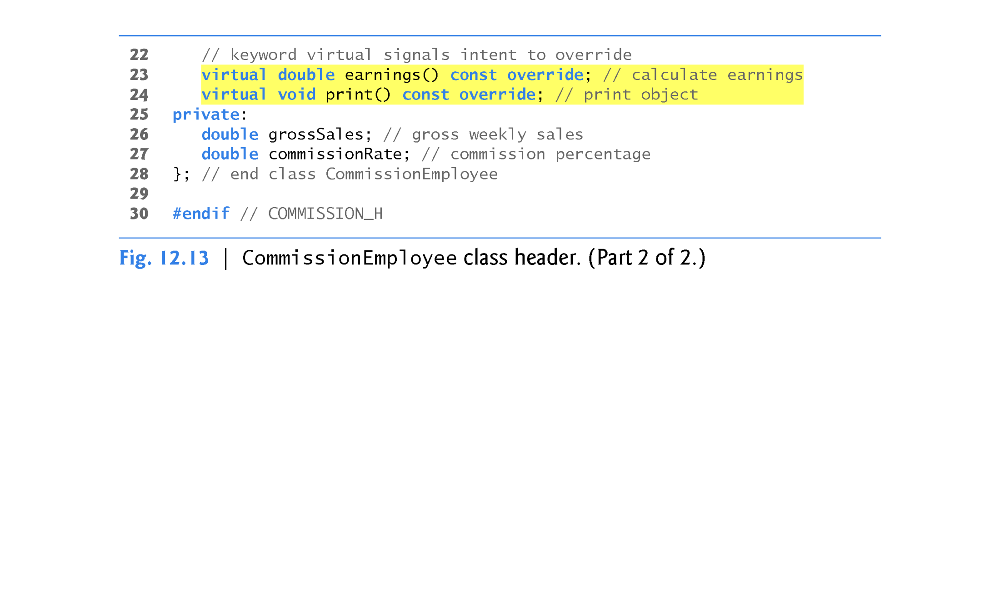 22 // keyword virtual signals intent to override
23 virtual double earnings() const override; // calculate earnings
24 virtual void print() const override; // print object
25 private:
26 double grossSales; // gross weekly sales
27 double commissionRate; // commission percentage
28 }; // end class CommissionEmployee
29
30 #endif // COMMISSION_H
Fig. 12.13 | CommissionEmployee class header. (Part 2 of 2.)